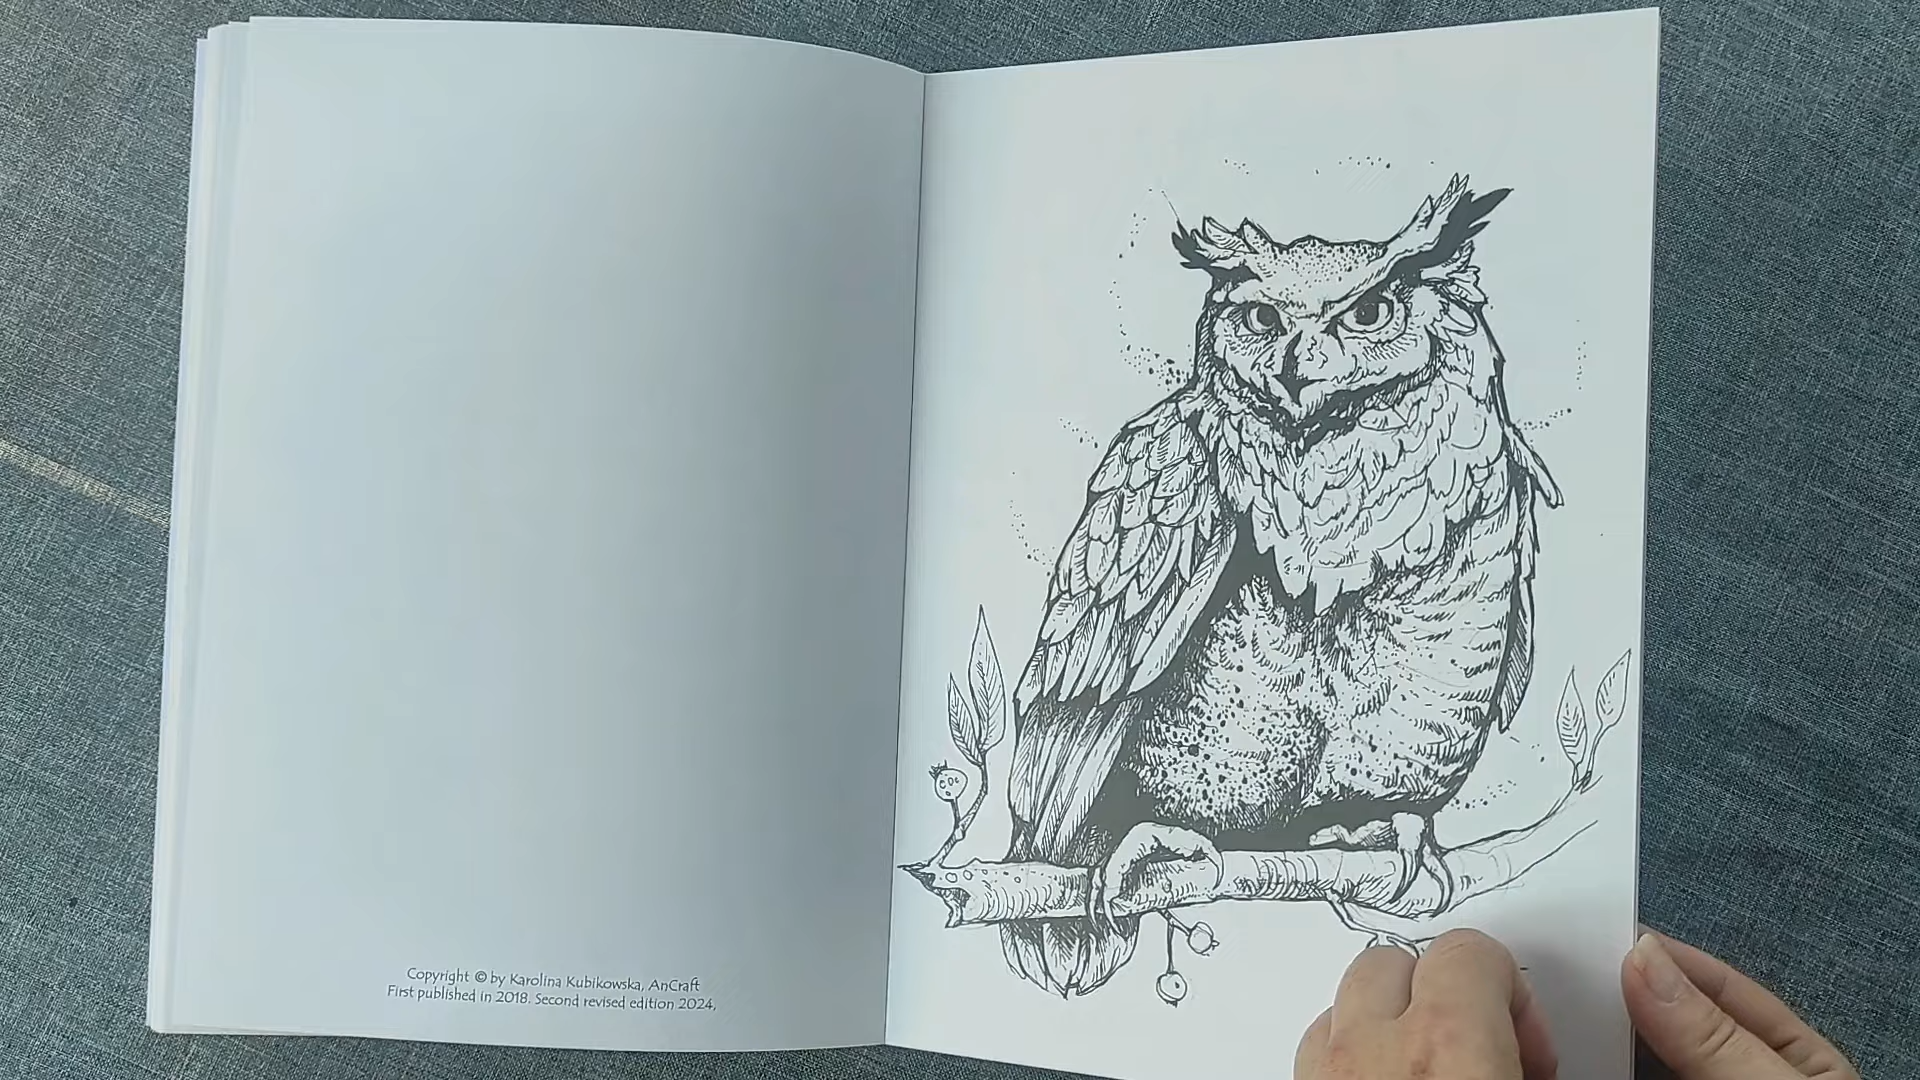 Copyright © by Karolina Kubikowska, AnCraft
First published in 2018. Second revised edition 2024,